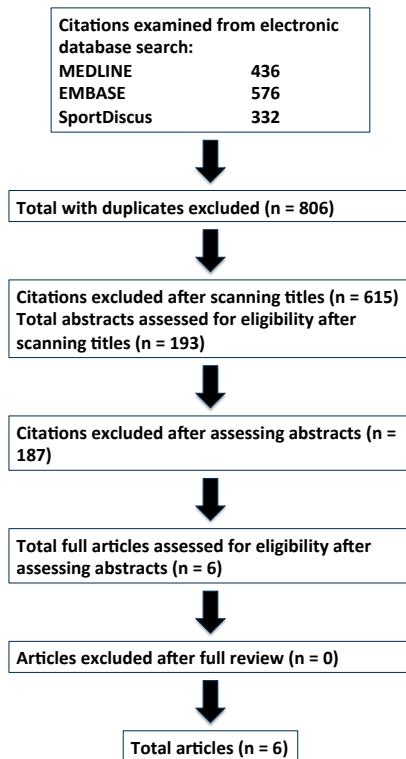 Citations examined from electronic
database search:
MEDLINE 436
EMBASE 576
SportDiscus 332
Total with duplicates excluded (n = 806)
Citations excluded after scanning titles (n = 615)
Total abstracts assessed for eligibility after
scanning titles (n = 193)
Citations excluded after assessing abstracts (n =
187)
Total full articles assessed for eligibility after
assessing abstracts (n = 6)
Articles excluded after full review (n = 0)
Total articles (n = 6)